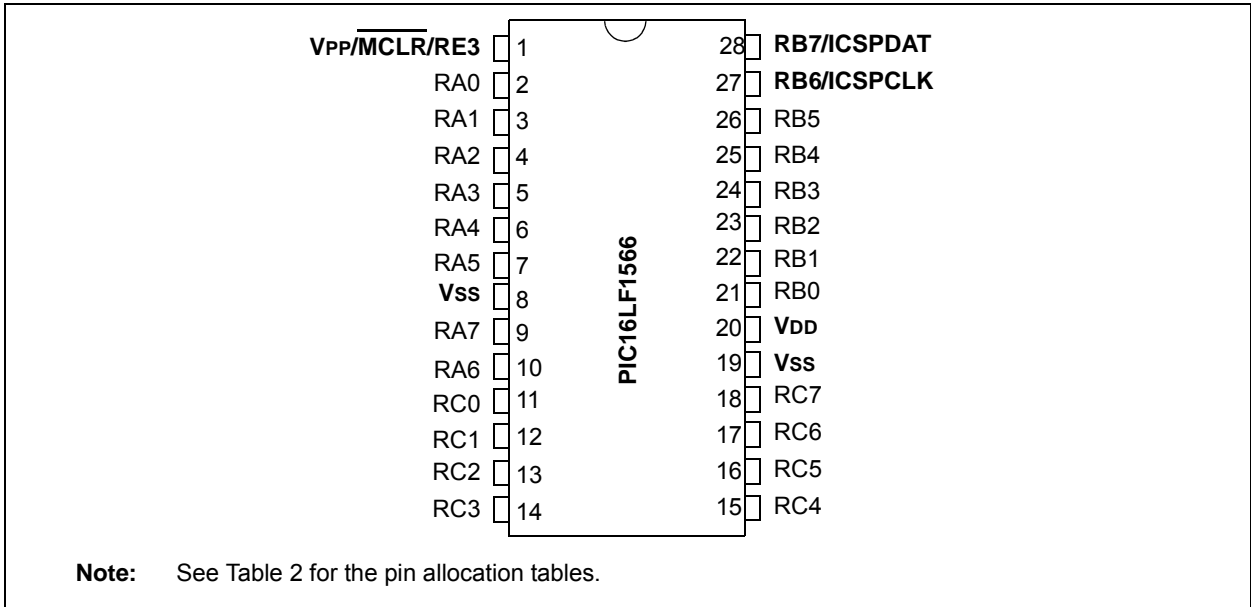 VPP/MCLR/RE3 1 28 RB7/ICSPDAT
RA0 2 27 RB6/ICSPCLK
RA1 3 26 RB5
RA2 4 25 RB4
RA3 5 24 RB3
RA4 6 23 RB2
RA5 7 22 RB1
VSS 8 21 RB0
RA7 9 20 VDD
RA6 10 19 VSS
RC0 11 18 RC7
RC1 12 17 RC6
RC2 13 16 RC5
RC3 14 15 RC4
PIC16LF1566
Note: See Table 2 for the pin allocation tables.